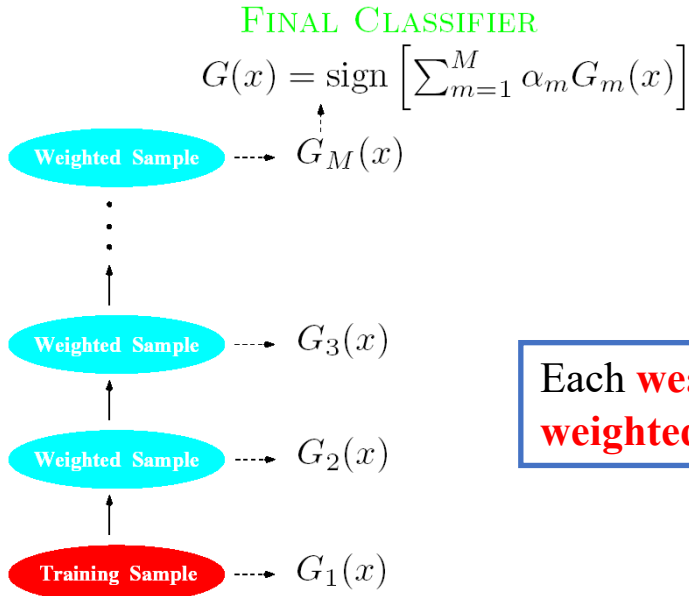 FINAL CLASSIFIER
G(x) = sign [∑_{m=1}^{M} α_m G_m(x)]
Weighted Sample
G_M(x)
Weighted Sample
G_3(x)
Each
weighted
Weighted Sample
G_2(x)
Training Sample
G_1(x)